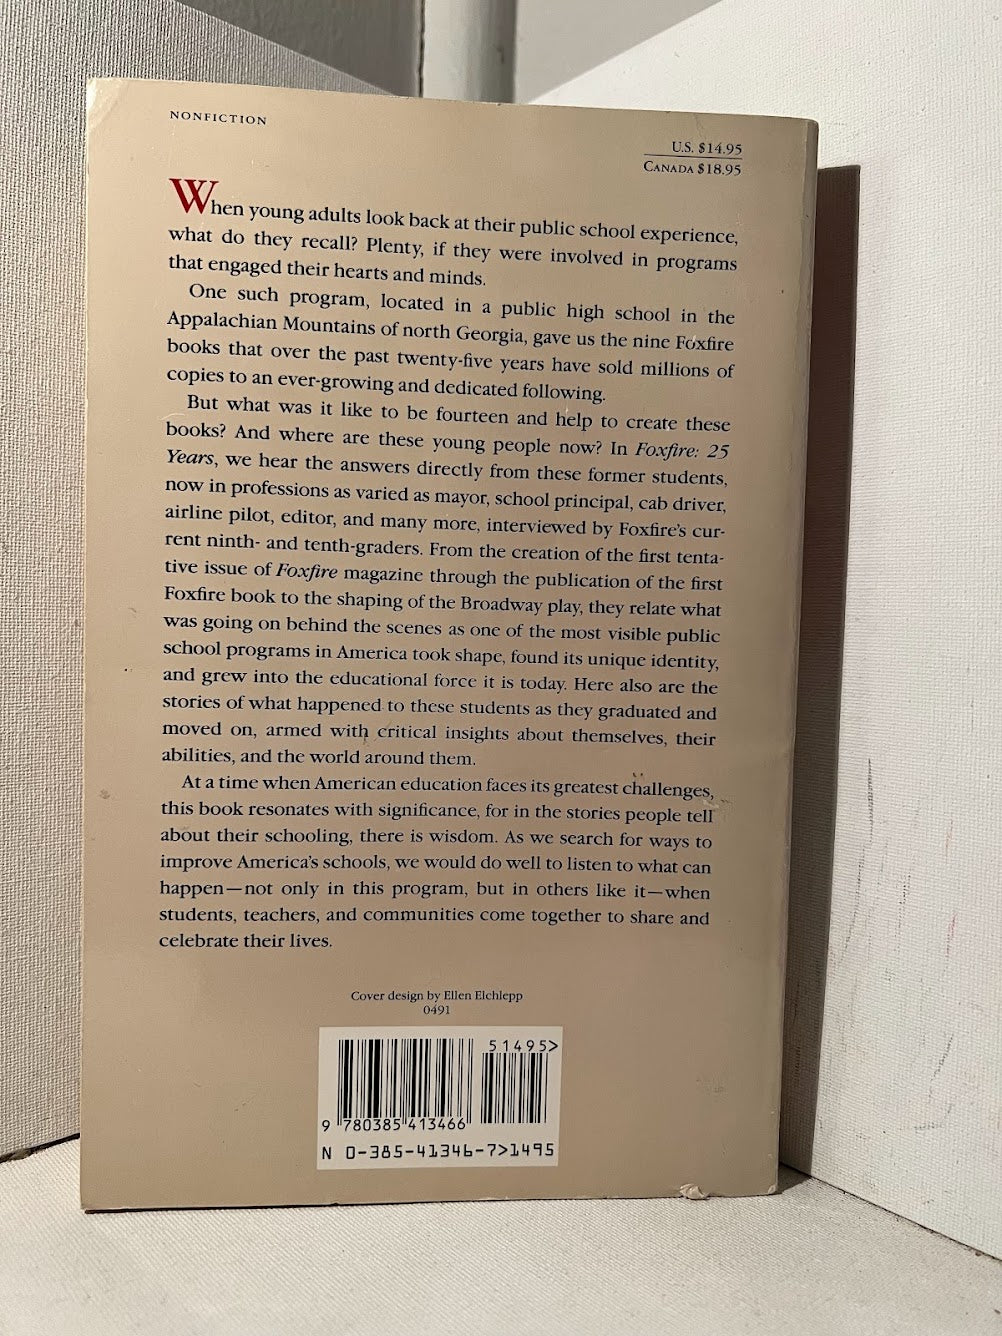 NONFICTION
U.S. $14.95
CANADA $18.95
When young adults look back at their public school experience,
what do they recall? Plenty, if they were involved in programs
that engaged their hearts and minds.
One such program, located in a public high school in the
Appalachian Mountains of north Georgia, gave us the nine Foxfire
books that over the past twenty-five years have sold millions of
copies to an ever-growing and dedicated following.
But what was it like to be fourteen and help to create these
books? And where are these young people now? In Foxfire: 25
Years, we hear the answers directly from these former students,
now in professions as varied as mayor, school principal, cab driver,
airline pilot, editor, and many more, interviewed by Foxfire's cur-
rent ninth- and tenth-graders. From the creation of the first tenta-
tive issue of Foxfire magazine through the publication of the first
Foxfire book to the shaping of the Broadway play, they relate what
was going on behind the scenes as one of the most visible public
school programs in America took shape, found its unique identity,
and grew into the educational force it is today. Here also are the
stories of what happened to these students as they graduated and
moved on, armed with critical insights about themselves, their
abilities, and the world around them.
At a time when American education faces its greatest challenges,
this book resonates with significance, for in the stories people tell
about their schooling, there is wisdom. As we search for ways to
improve America's schools, we would do well to listen to what can
happen—not only in this program, but in others like it—when
students, teachers, and communities come together to share and
celebrate their lives.
Cover design by Ellen Elchlepp
0491
51495>
9 780385 413466
N 0-385-41346-7>1495